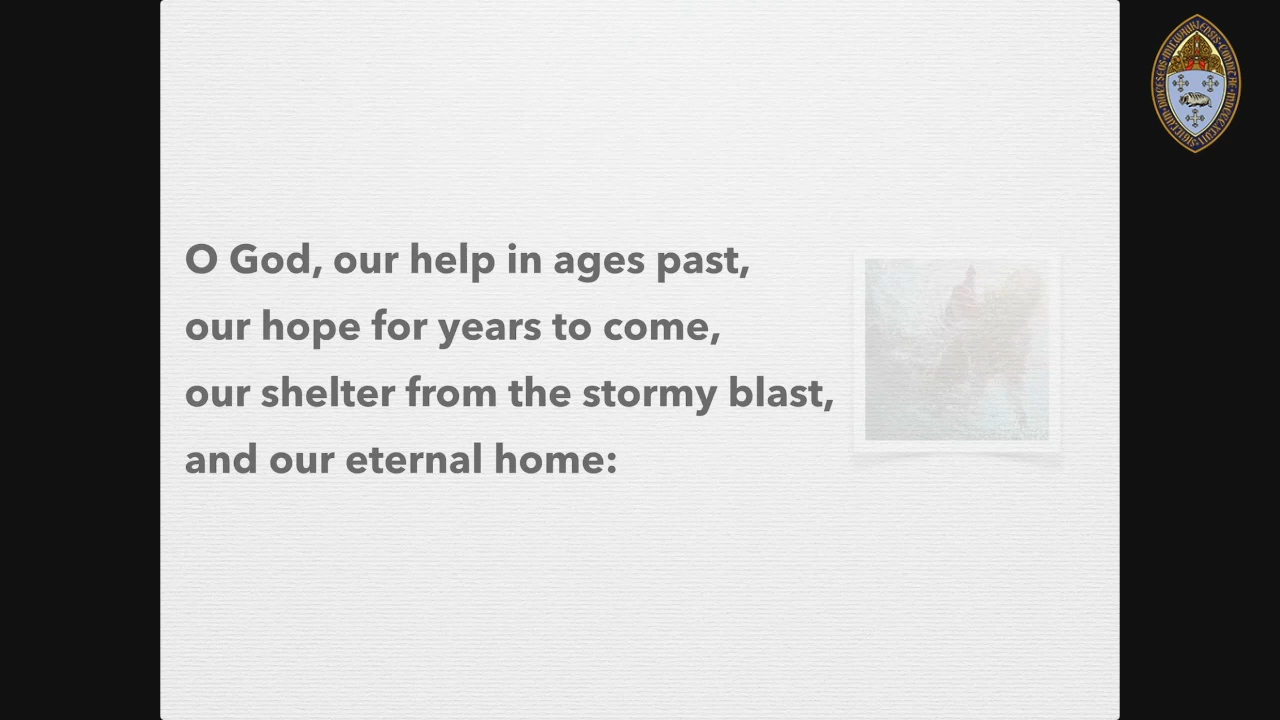 O God, our help in ages past,
our hope for years to come,
our shelter from the stormy blast,
and our eternal home: